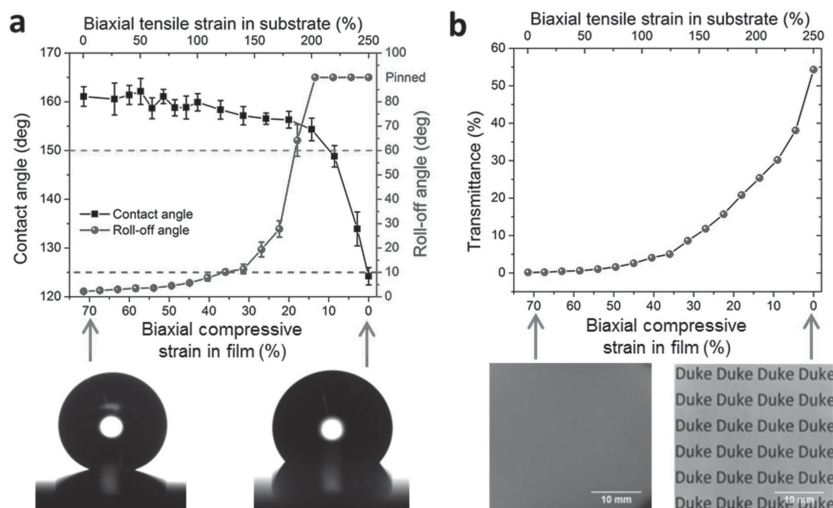 a
Biaxial tensile strain in substrate (%)
0 50 100 150 200 250
170
160
150
140
130
120
Contact angle (deg)
100
90
80
70
60
50
40
30
20
10
0
Pinned
Roll-off angle (deg)
Contact angle
Roll-off angle
70 60 50 40 30 20 10 0
Biaxial compressive
strain in film (%)
b
Biaxial tensile strain in substrate (%)
0 50 100 150 200 250
60
50
40
30
20
10
0
Transmittance (%)
70 60 50 40 30 20 10 0
Biaxial compressive
strain in film (%)
10 mm
Duke Duke Duke Duke
Duke Duke Duke Duke
Duke Duke Duke Duke
Duke Duke Duke Duke
Duke Duke Duke Duke
10 mm
Duke Duke Duke Duke